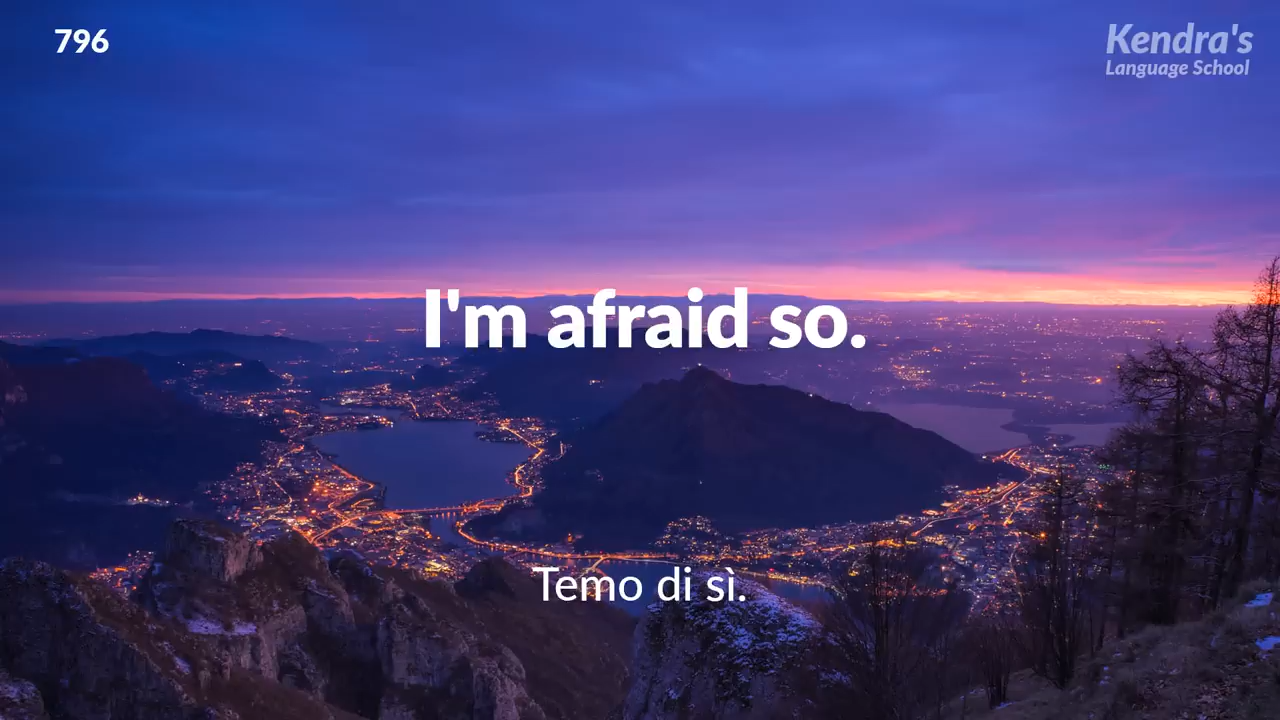 796
Kendra's
Language School
I'm afraid so.
Temo di sì.